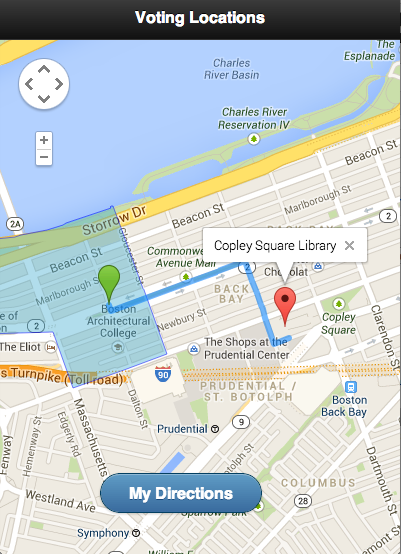 Voting Locations
The
Esplanade
Charles
River Basin
Charles River
Reservation IV
Beacon St
Storrow Dr
2A
Gloucester St
2
Beacon St
Marlborough St
Commonwealth
Avenue Mall
Copley Square Library
Chocolat
BACK
BAY
Newbury St
Boston
Architectural
College
Copley
Square
Clarendon St
2
The Eliot
The Shops at the
Prudential Center
s Turnpike (Toll road)
90
PRUDENTIAL /
ST. BOTOLPH
Boston
Back Bay
Massachusetts
Dalton St
Edgerly Rd
Hemenway St
Fenway
Prudential
9
Dartmouth St
My Directions
COLUMBUS
Westland Ave
28
Symphony
28